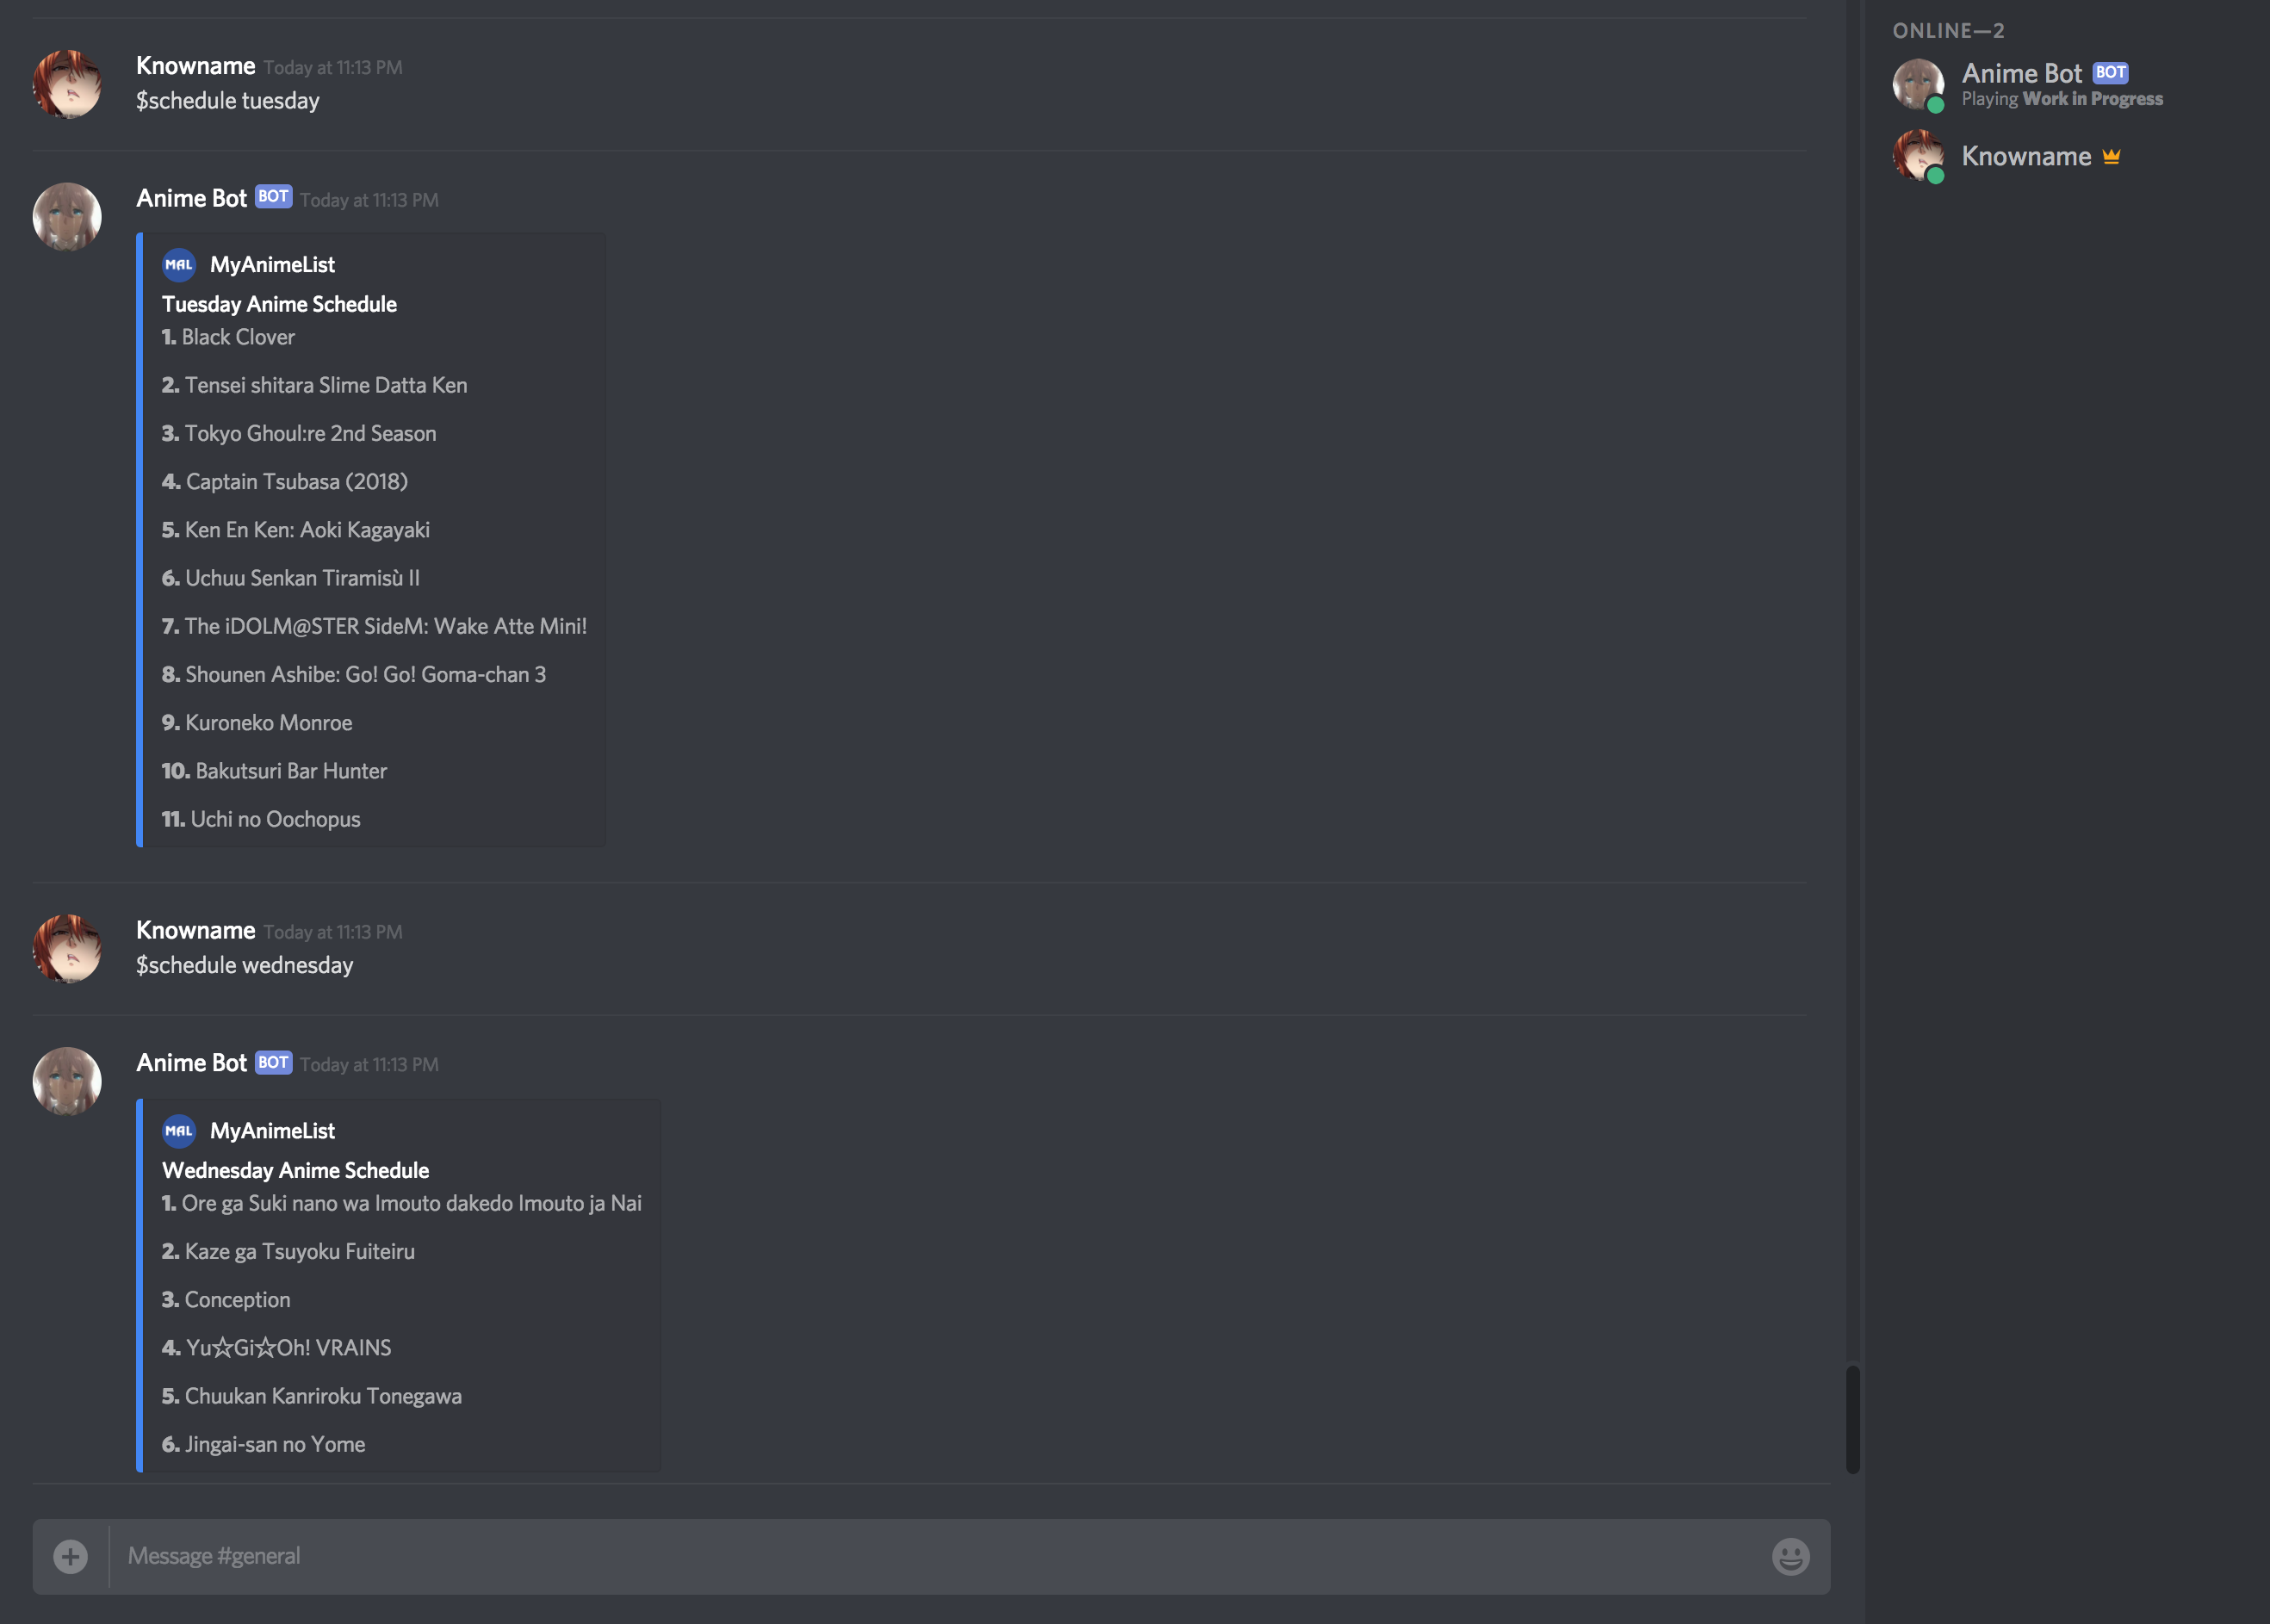 Knowname Today at 11:13 PM
$schedule tuesday
Anime Bot BOT Today at 11:13 PM
MAL MyAnimeList
Tuesday Anime Schedule
1. Black Clover
2. Tensei shitara Slime Datta Ken
3. Tokyo Ghoul:re 2nd Season
4. Captain Tsubasa (2018)
5. Ken En Ken: Aoki Kagayaki
6. Uchuu Senkan Tiramisù II
7. The iDOLM@STER SideM: Wake Atte Mini!
8. Shounen Ashibe: Go! Go! Goma-chan 3
9. Kuroneko Monroe
10. Bakutsuri Bar Hunter
11. Uchi no Oochopus
Knowname Today at 11:13 PM
$schedule wednesday
Anime Bot BOT Today at 11:13 PM
MAL MyAnimeList
Wednesday Anime Schedule
1. Ore ga Suki nano wa Imouto dakedo Imouto ja Nai
2. Kaze ga Tsuyoku Fuiteiru
3. Conception
4. Yu☆Gi☆Oh! VRAINS
5. Chuukan Kanriroku Tonegawa
6. Jingai-san no Yome
Message #general
ONLINE—2
Anime Bot BOT
Playing Work in Progress
Knowname